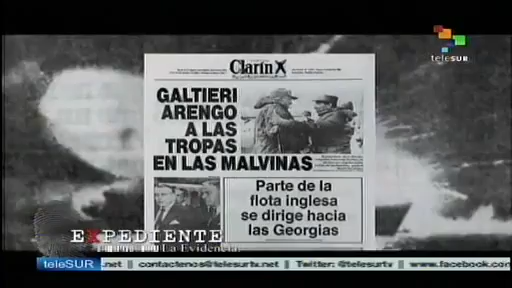 teleSUR
Clarín
GALTIERI
ARENGO
A LAS
TROPAS
EN LAS MALVINAS
Parte de la
flota inglesa
se dirige hacia
las Georgias
EXPEDIENTE
La Evidencia
teleSUR.net || contactenos@telesurtv.net || Twitter: @telesurtv || www.facebook.com